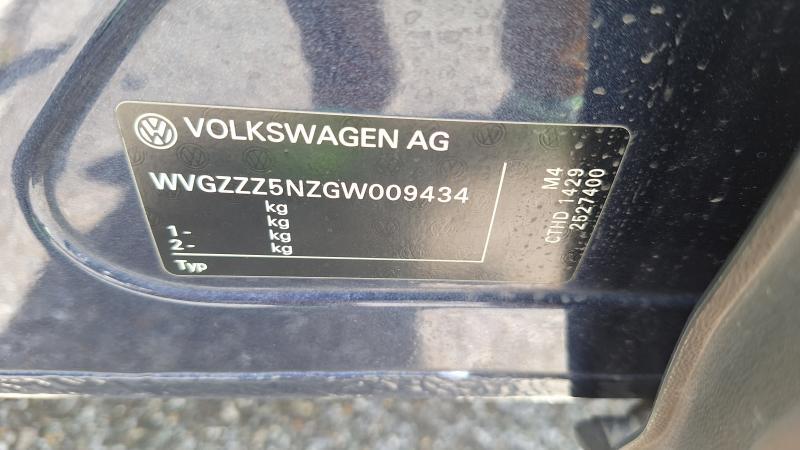 VOLKSWAGEN AG
WVGZZZ5NZGW009434
kg
kg
1 - kg
2 - kg
Typ
M4
CTHD 1429
2527400